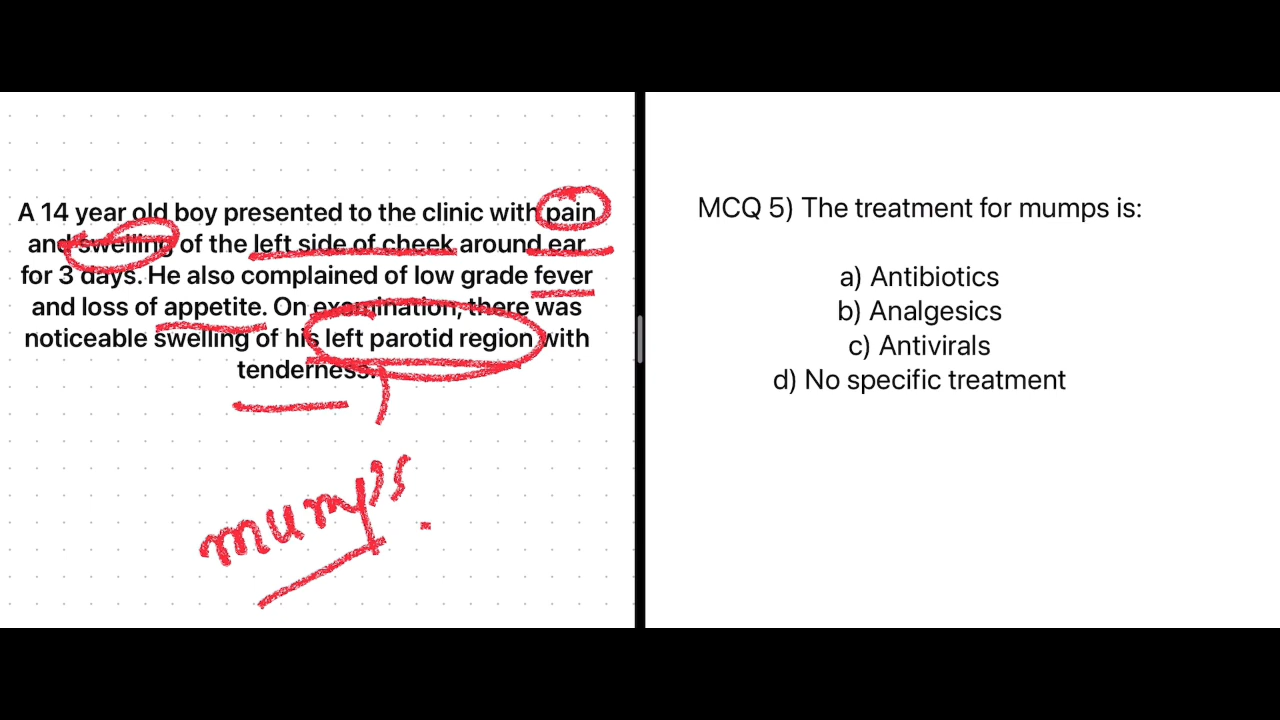 A 14 year old boy presented to the clinic with pain
and swelling of the left side of cheek around ear
for 3 days. He also complained of low grade fever
and loss of appetite. On examination, there was
noticeable swelling of his left parotid region with
tenderness.
mumps.
MCQ 5) The treatment for mumps is:
a) Antibiotics
b) Analgesics
c) Antivirals
d) No specific treatment